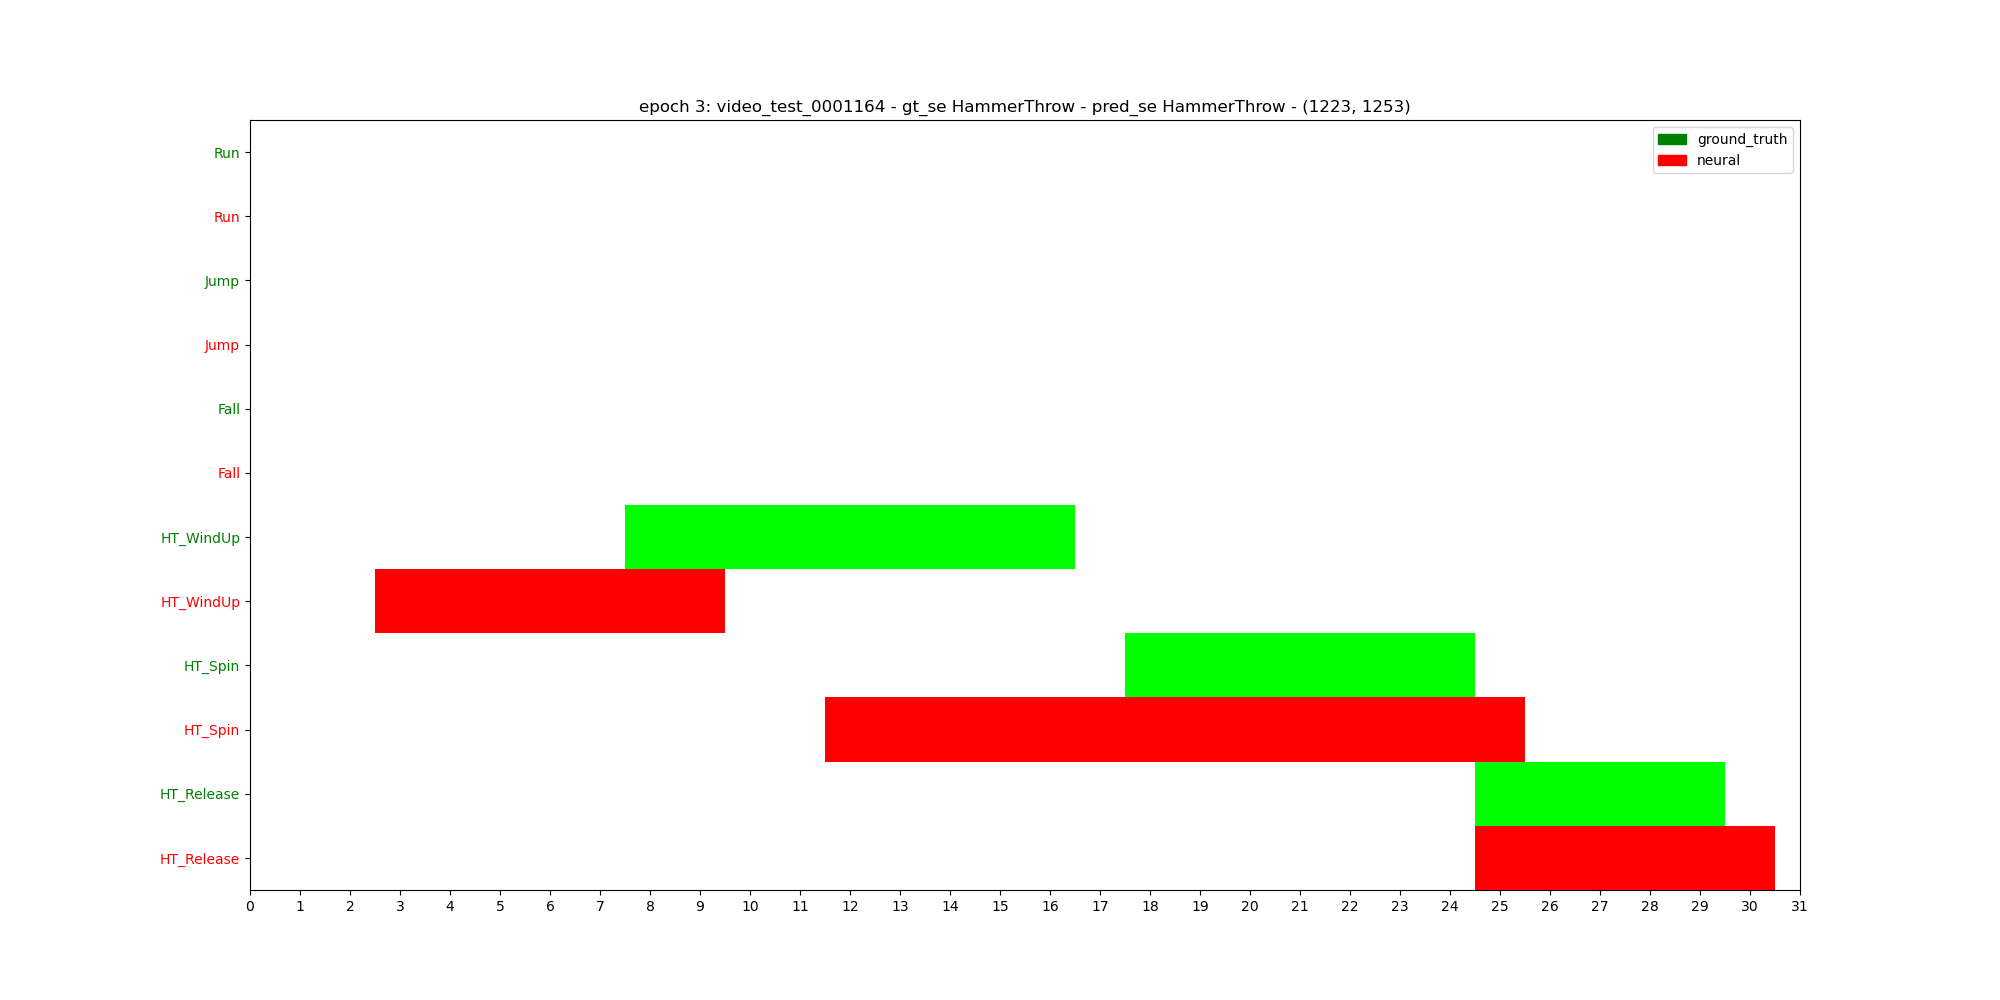 epoch 3: video_test_0001164 - gt_se HammerThrow - pred_se HammerThrow - (1223, 1253)
ground_truth
neural
Run
Run
Jump
Jump
Fall
Fall
HT_WindUp
HT_WindUp
HT_Spin
HT_Spin
HT_Release
HT_Release
0 1 2 3 4 5 6 7 8 9 10 11 12 13 14 15 16 17 18 19 20 21 22 23 24 25 26 27 28 29 30 31